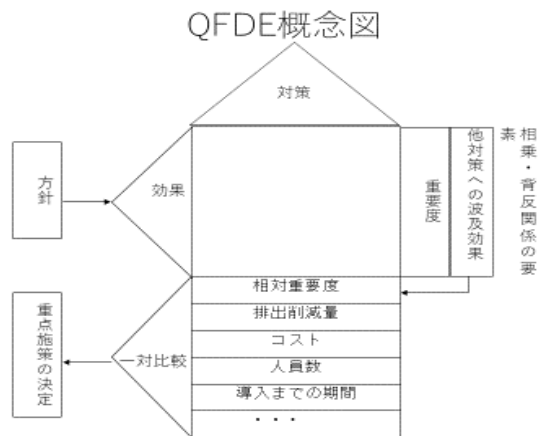 QFDE概念図
対策
方針
効果
重要度
他対策への波及効果
相乗・背反関係の要
素
相対重要度
排出削減量
コスト
人員数
導入までの期間
・・・
一対比較
重点施策の決定